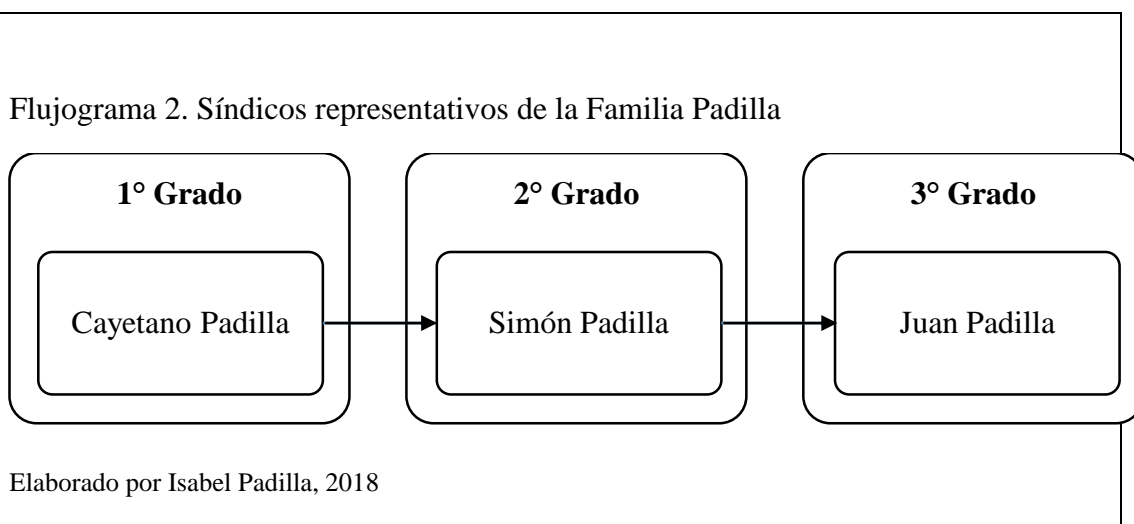 Flujograma 2. Síndicos representativos de la Familia Padilla
1° Grado
Cayetano Padilla
2° Grado
Simón Padilla
3° Grado
Juan Padilla
Elaborado por Isabel Padilla, 2018